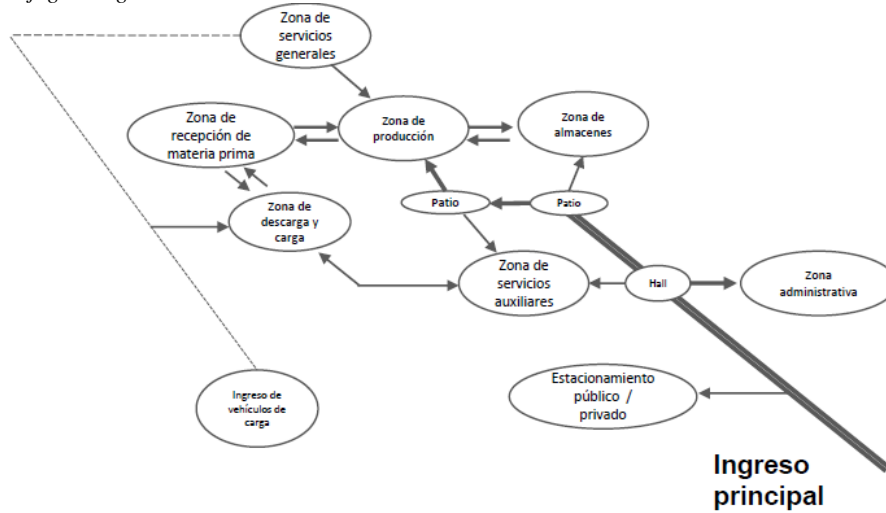 Zona de
servicios
generales
Zona de
recepción de
materia prima
Zona de
producción
Zona de
almacenes
Zona de
descarga y
carga
Patio
Patio
Zona de
servicios
auxiliares
Hall
Zona
administrativa
Ingreso de
vehículos de
carga
Estacionamiento
público /
privado
Ingreso
principal